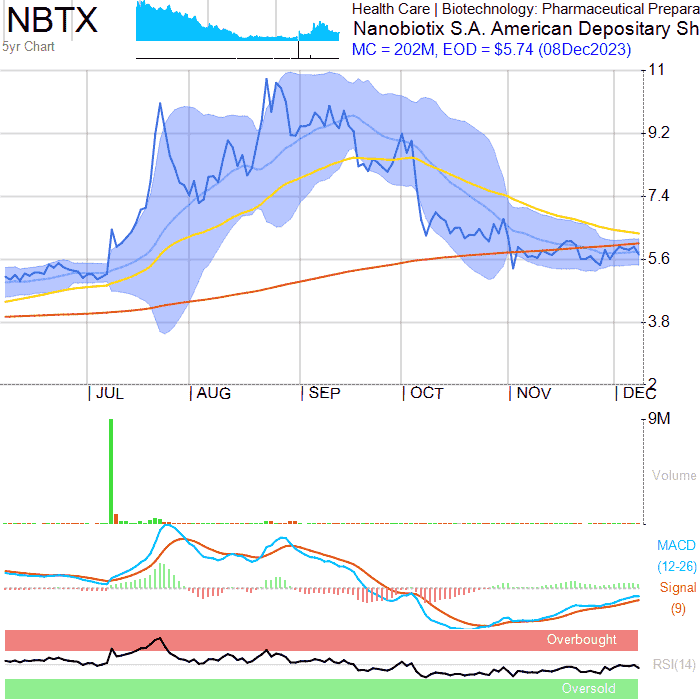 NBTX
5yr Chart
Health Care | Biotechnology: Pharmaceutical Prepara
Nanobiotix S.A. American Depositary Sh
MC = 202M, EOD = $5.74 (08Dec2023)
11
9.2
7.4
5.6
3.8
2
JUL AUG SEP OCT NOV DEC
9M
Volume
MACD
(12-26)
Signal
(9)
Overbought
RSI(14)
Oversold